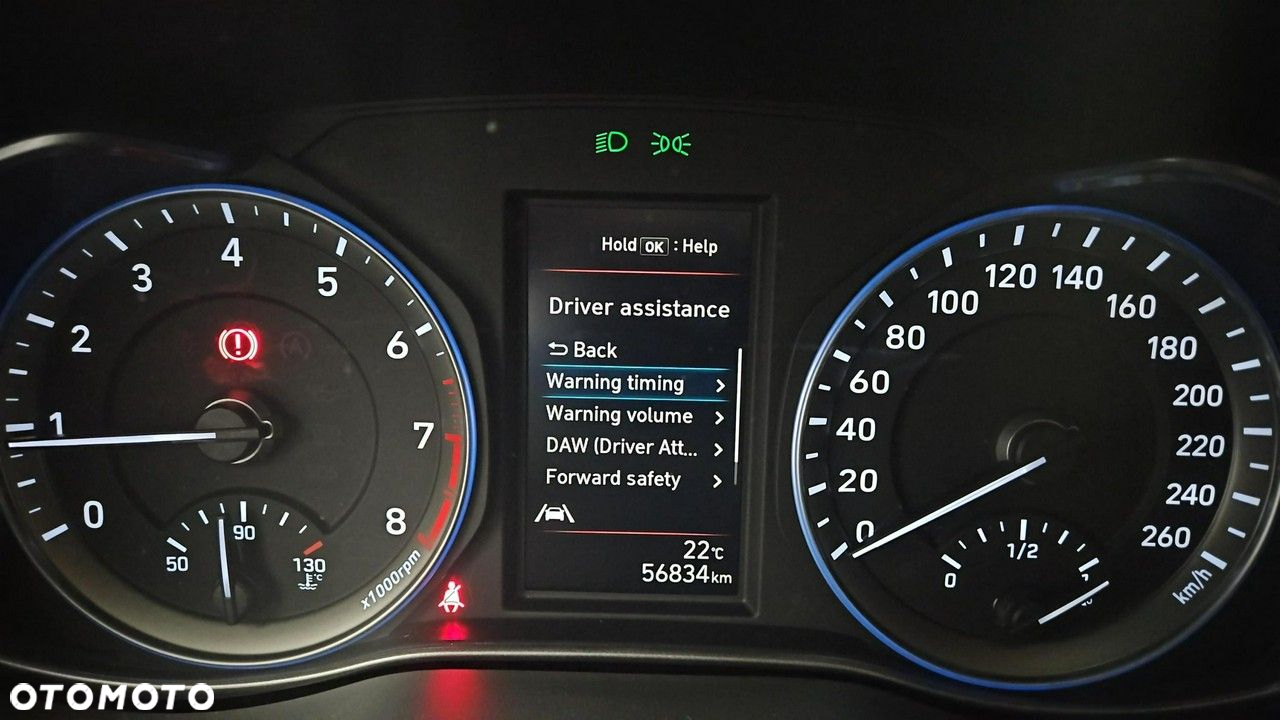 Hold OK : Help
Driver assistance
Back
Warning timing
Warning volume
DAW (Driver Att...
Forward safety
22°C
56834 km
0
1
2
3
4
5
6
7
8
x1000rpm
50
90
130
°C
0
20
40
60
80
100
120
140
160
180
200
220
240
260
km/h
0
1/2
OTOMOTO